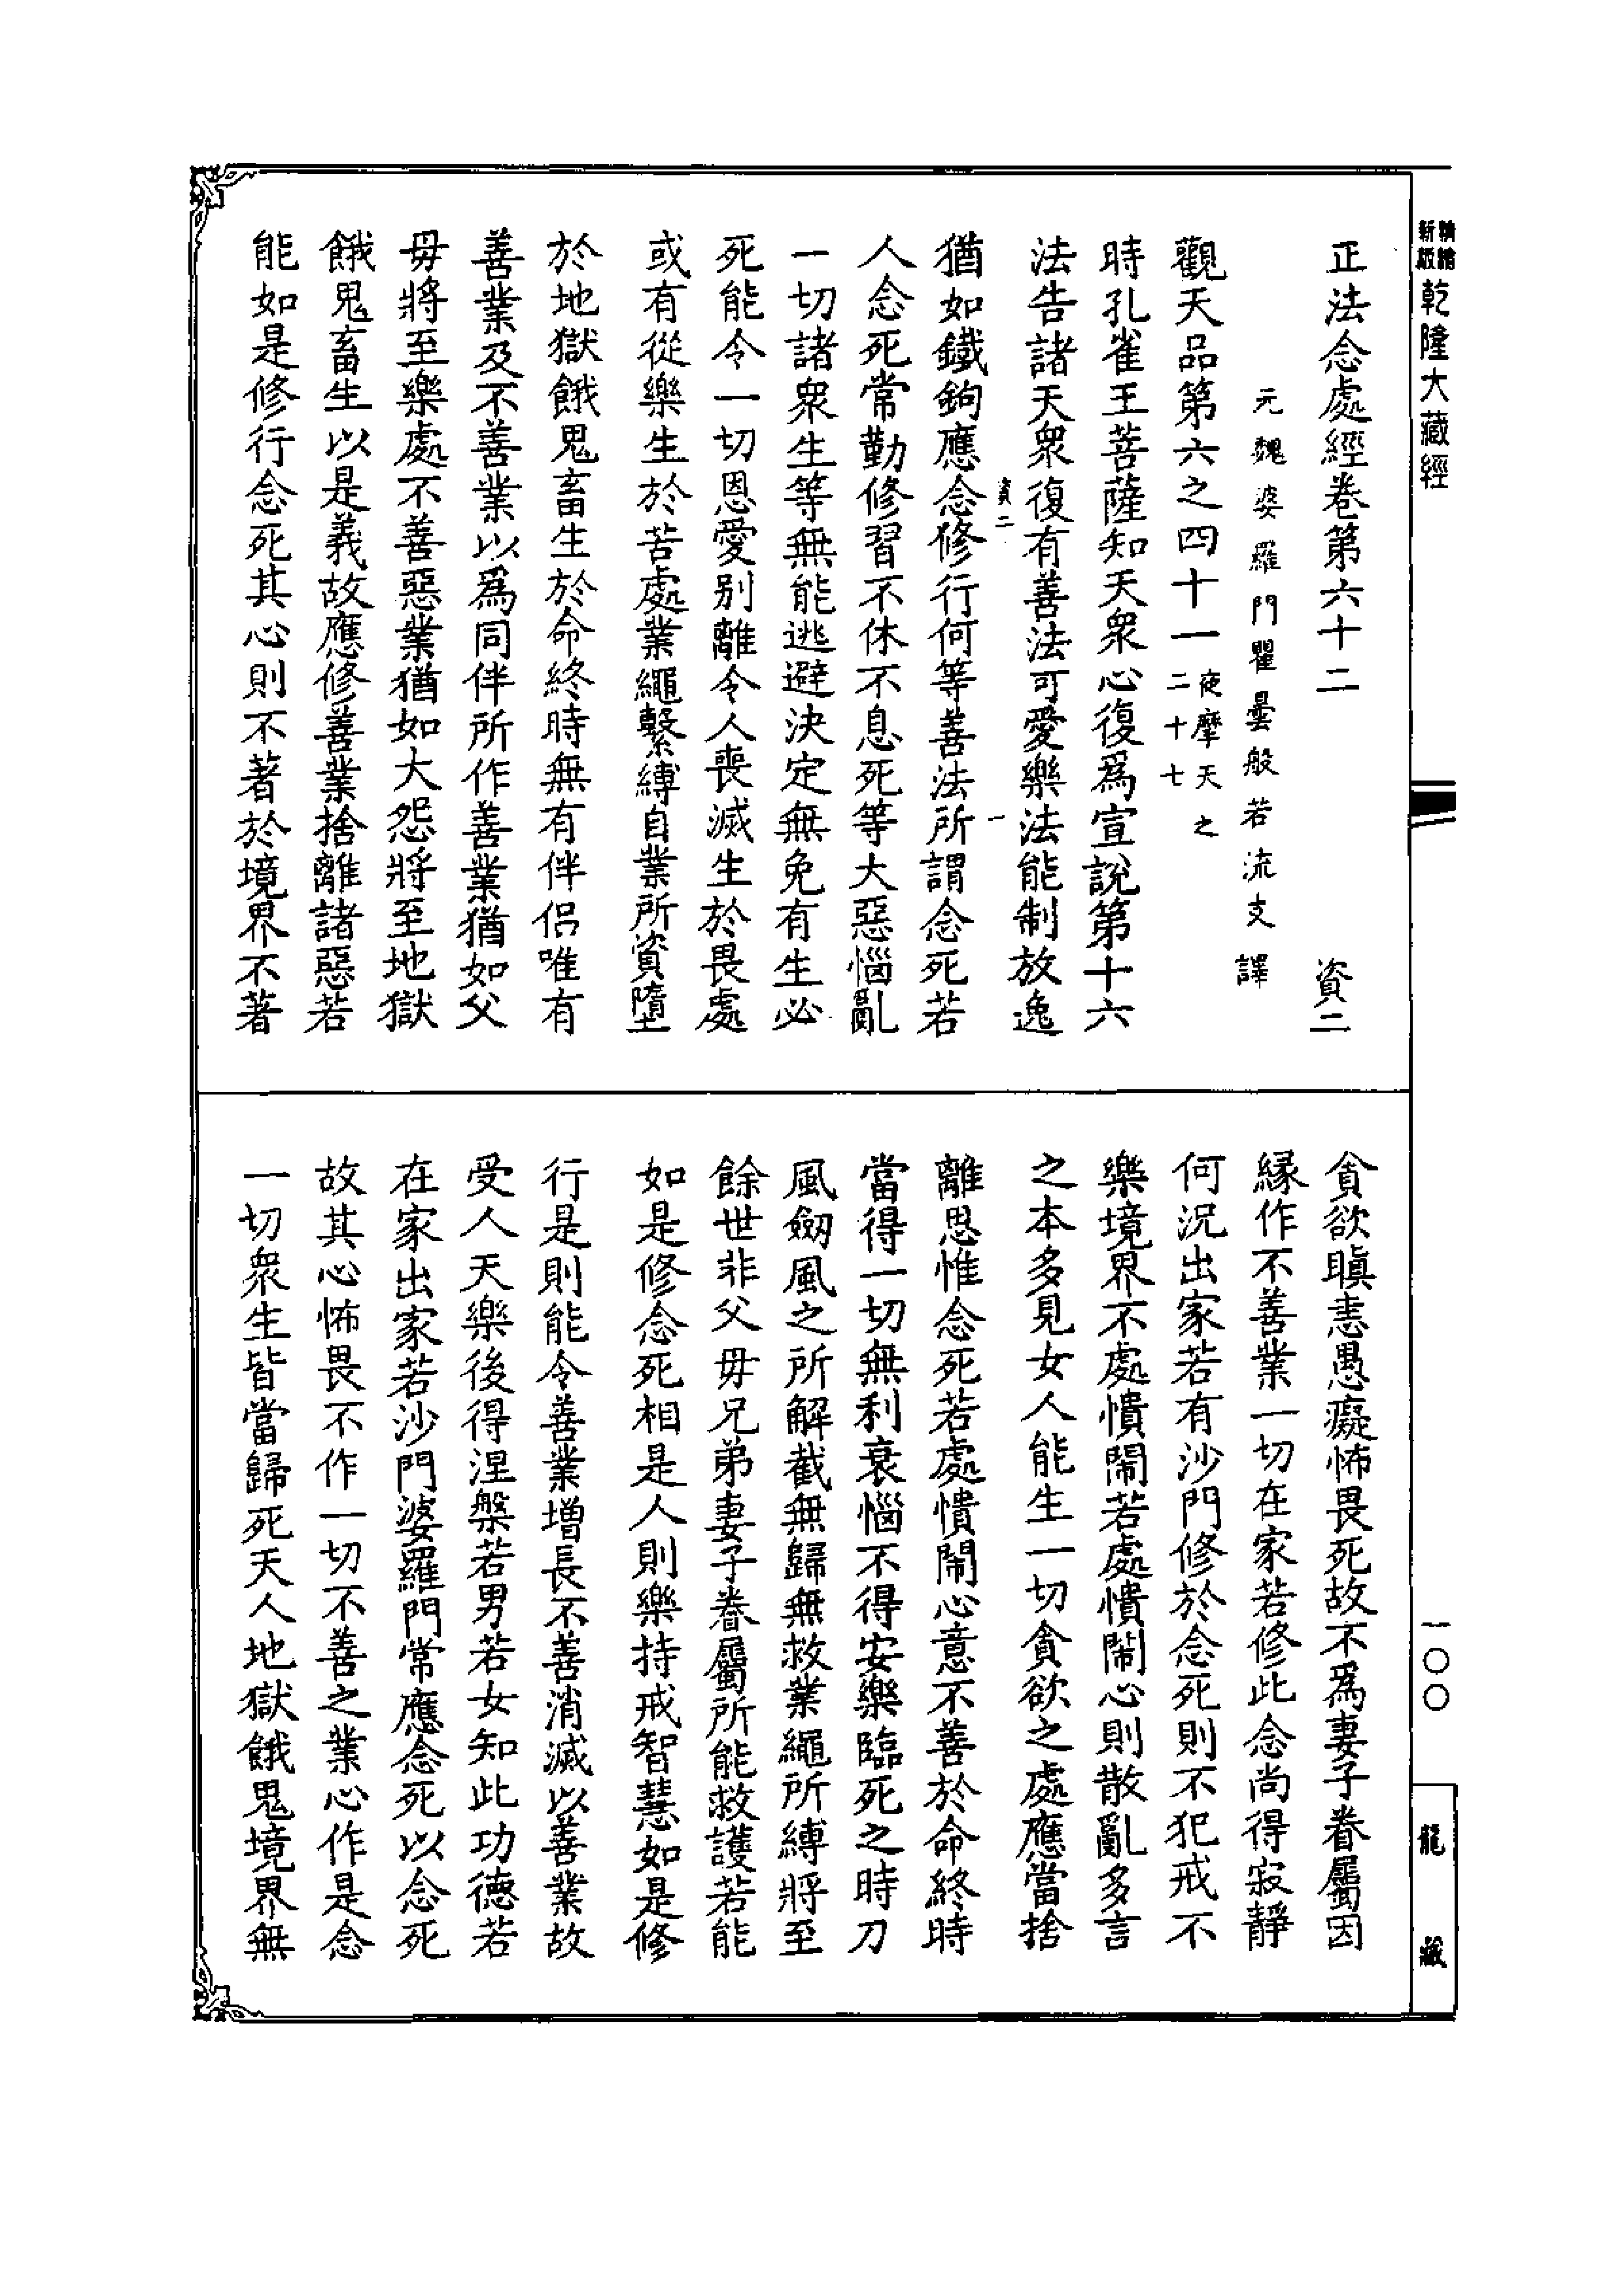 新編縮版乾隆大藏經
正法念處經卷第六十二　資二
元魏婆羅門瞿曇般若流支譯
觀天品第六之四十一夜摩天之二十七
時孔雀王菩薩知天衆心復爲宣說第十六
法告諸天衆復有善法可愛樂法能制放逸
資二 一
猶如鐵鉤應念修行何等善法所謂念死若
人念死常勤修習不休不息死等大惡惱亂
一切諸衆生等無能逃避決定無免有生必
死能令一切恩愛別離令人喪滅生於畏處
或有從樂生於苦處業繩繫縛自業所資墮
於地獄餓鬼畜生於命終時無有伴侶唯有
善業及不善業以爲同伴所作善業猶如父
毋將至樂處不善惡業猶如大怨將至地獄
餓鬼畜生以是義故應修善業捨離諸惡若
能如是修行念死其心則不著於境界不著
貪欲瞋恚愚癡怖畏死故不爲妻子眷屬因
緣作不善業一切在家若修此念尚得寂靜
何況出家若有沙門修於念死則不犯戒不
樂境界不處憒鬧若處憒鬧心則散亂多言
之本多見女人能生一切貪欲之處應當捨
離思惟念死若處憒鬧心意不善於命終時
當得一切無利衰惱不得安樂臨死之時刀
風劒風之所解截無歸無救業繩所縛將至
餘世非父毋兄弟妻子眷屬所能救護若能
如是修念死相是人則樂持戒智慧如是修
行是則能令善業增長不善消滅以善業故
受人天樂後得涅槃若男若女知此功德若
在家出家若沙門婆羅門常應念死以念死
故其心怖畏不作一切不善之業心作是念
一切衆生皆當歸死天人地獄餓鬼境界無
一〇〇
龍藏